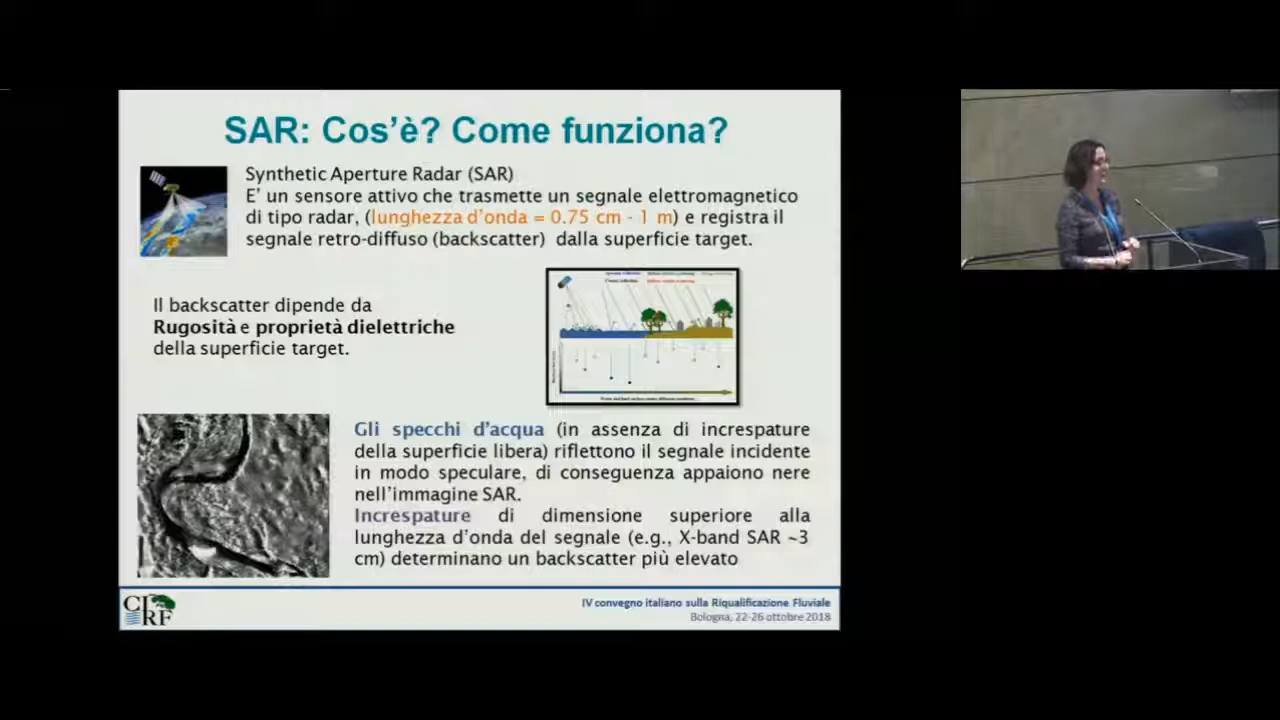 SAR: Cos'è? Come funziona?
Synthetic Aperture Radar (SAR)
E' un sensore attivo che trasmette un segnale elettromagnetico
di tipo radar, (lunghezza d'onda = 0.75 cm - 1 m) e registra il
segnale retro-diffuso (backscatter) dalla superficie target.
Il backscatter dipende da
Rugosità e proprietà dielettriche
della superficie target.
Gli specchi d'acqua (in assenza di increspature
della superficie libera) riflettono il segnale incidente
in modo speculare, di conseguenza appaiono nere
nell'immagine SAR.
Increspature di dimensione superiore alla
lunghezza d'onda del segnale (e.g., X-band SAR ~3
cm) determinano un backscatter più elevato
CIRF
IV convegno italiano sulla Riqualificazione Fluviale
Bologna, 22-26 ottobre 2018